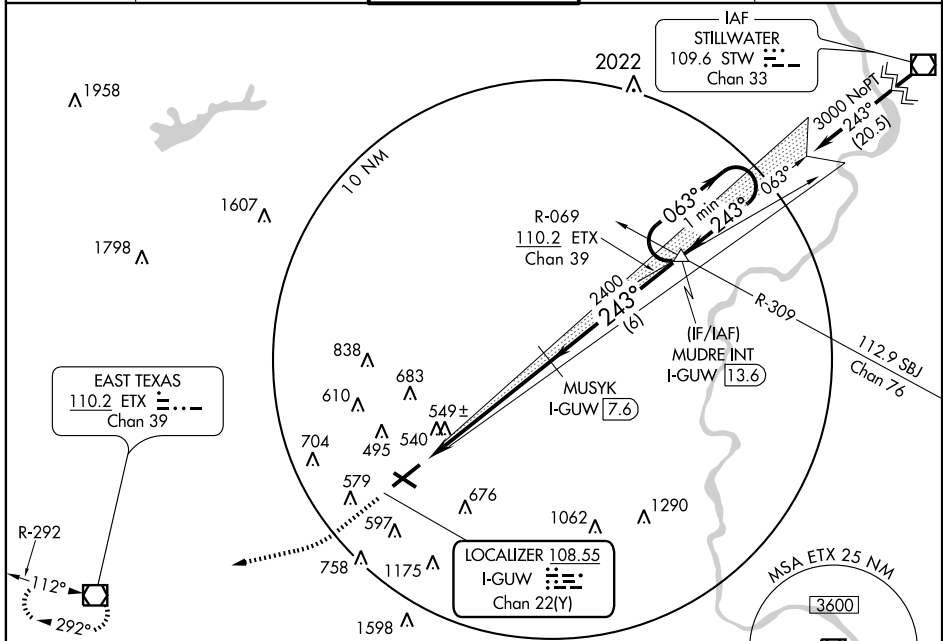 IAF
STILLWATER
109.6 STW
Chan 33
2022
1958
3000 NoPT
243°
(20.5)
10 NM
063°
063°
1 min
243°
1607
R-069
110.2 ETX
Chan 39
1798
2400
243°
(6)
R-309
(IF/IAF)
MUDRE INT
I-GUW 13.6
112.9 SBJ
Chan 76
838
EAST TEXAS
110.2 ETX
Chan 39
683
610
MUSYK
I-GUW 7.6
549±
540
495
704
579
676
1290
597
1062
R-292
LOCALIZER 108.55
I-GUW
Chan 22(Y)
758
1175
MSA ETX 25 NM
112°
3600
292°
1598